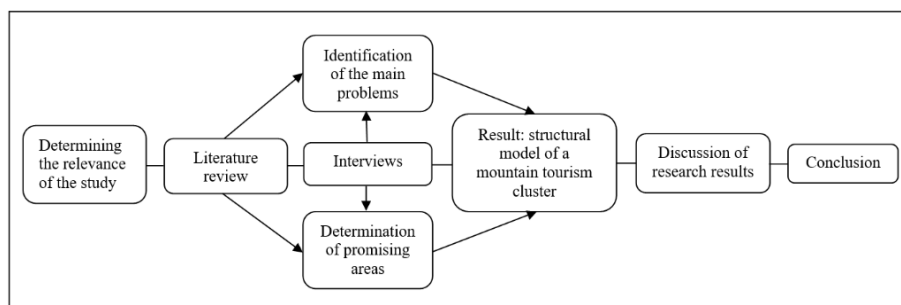 Determining
the relevance
of the study
Literature
review
Identification
of the main
problems
Interviews
Determination
of promising
areas
Result: structural
model of a
mountain tourism
cluster
Discussion of
research results
Conclusion